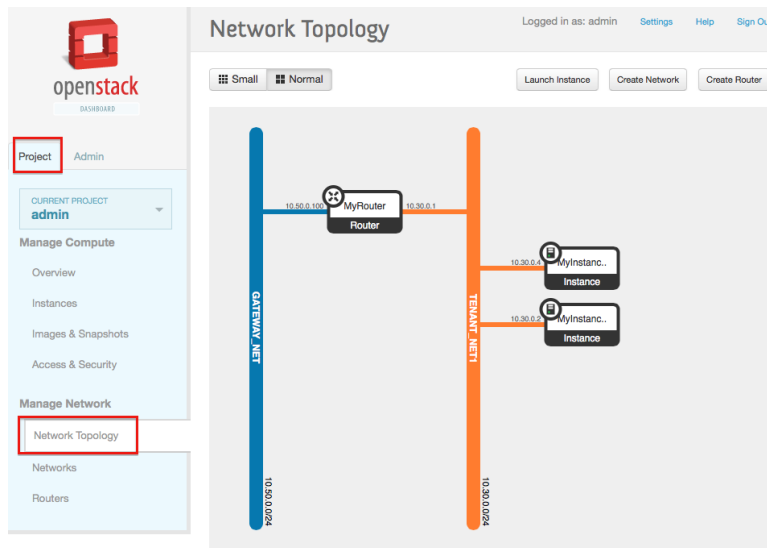 openstack
DASHBOARD
Project
Admin
CURRENT PROJECT
admin
Manage Compute
Overview
Instances
Images & Snapshots
Access & Security
Manage Network
Network Topology
Networks
Routers
Network Topology
Logged in as: admin
Settings
Help
Sign Ou
Small
Normal
Launch Instance
Create Network
Create Router
10.50.0.100
MyRouter
Router
10.30.0.1
10.30.0.4
MyInstanc..
Instance
10.30.0.2
MyInstanc..
Instance
GATEWAY_NET
TENANT_NET1
10.50.0.0/24
10.30.0.0/24